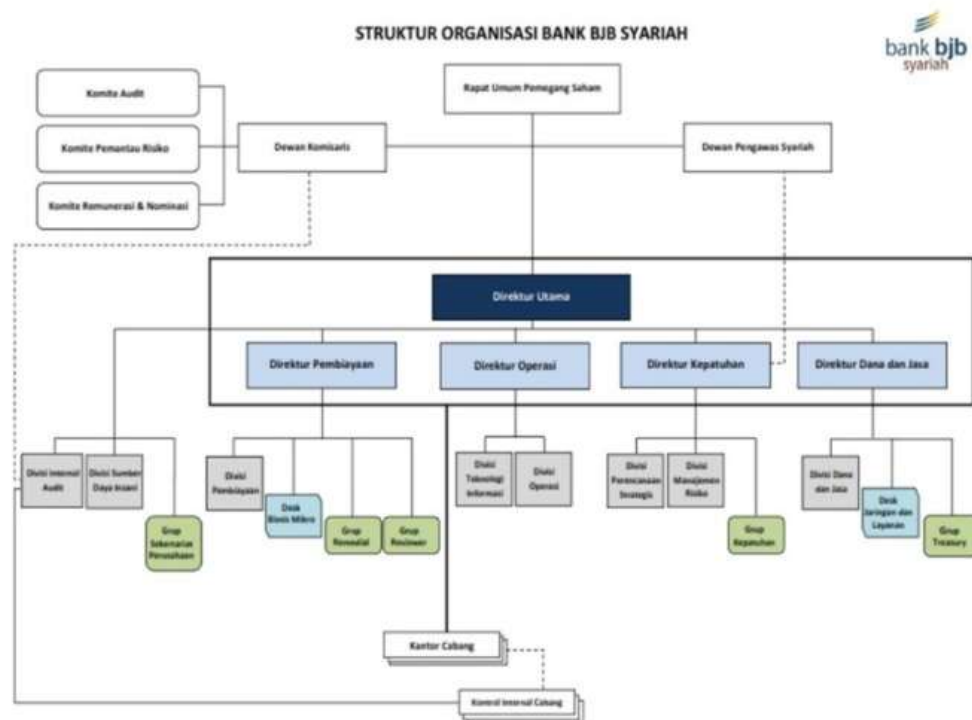 STRUKTUR ORGANISASI BANK BJB SYARIAH
bank bjb
syariah
Rapat Umum Pemegang Saham
Komite Audit
Komite Pemantau Risiko
Komite Remunerasi & Nominasi
Dewan Komisaris
Dewan Pengawas Syariah
Direktur Utama
Direktur Pembiayaan
Direktur Operasi
Direktur Kepatuhan
Direktur Dana dan Jasa
Divisi Internal
Audit
Divisi Sumber
Daya Insani
Grup
Sekretariat
Perusahaan
Divisi
Pembiayaan
Desk
Bisnis Mikro
Grup
Remedial
Grup
Reviewer
Divisi
Teknologi
Informasi
Divisi
Operasi
Divisi
Perencanaan
Strategis
Divisi
Manajemen
Risiko
Grup
Kepatuhan
Divisi Dana
dan Jasa
Desk
Jaringan dan
Layanan
Grup
Treasury
Kantor Cabang
Kontrol Internal Cabang